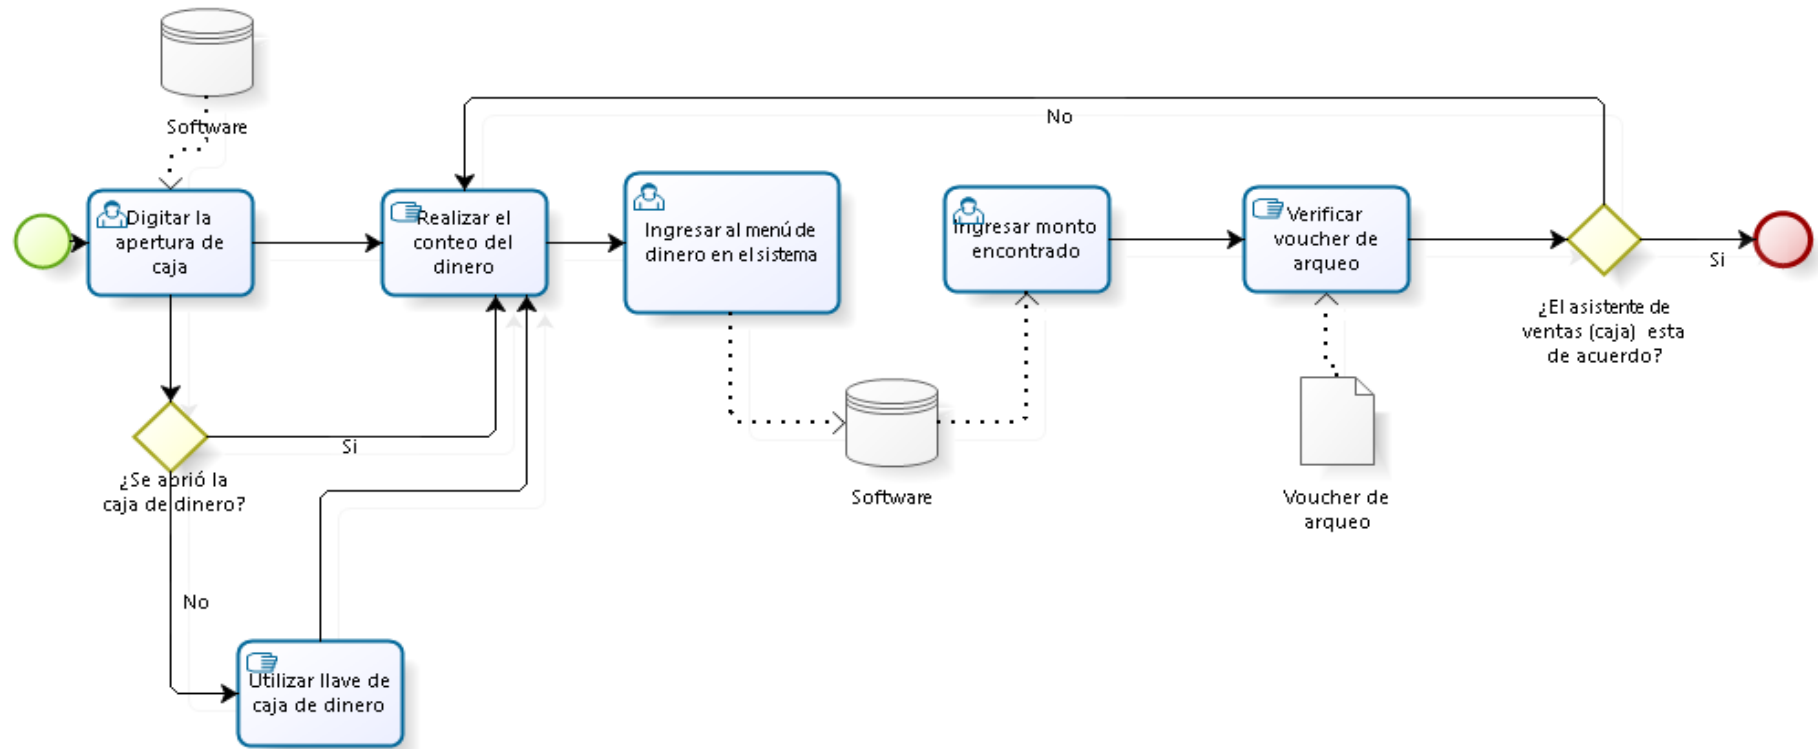 Software
Digitar la
apertura de
caja
Realizar el
conteo del
dinero
Ingresar al menú de
dinero en el sistema
Ingresar monto
encontrado
Verificar
voucher de
arqueo
No
Si
¿El asistente de
ventas (caja) esta
de acuerdo?
Si
¿Se abrió la
caja de dinero?
Software
Voucher de
arqueo
No
Utilizar llave de
caja de dinero